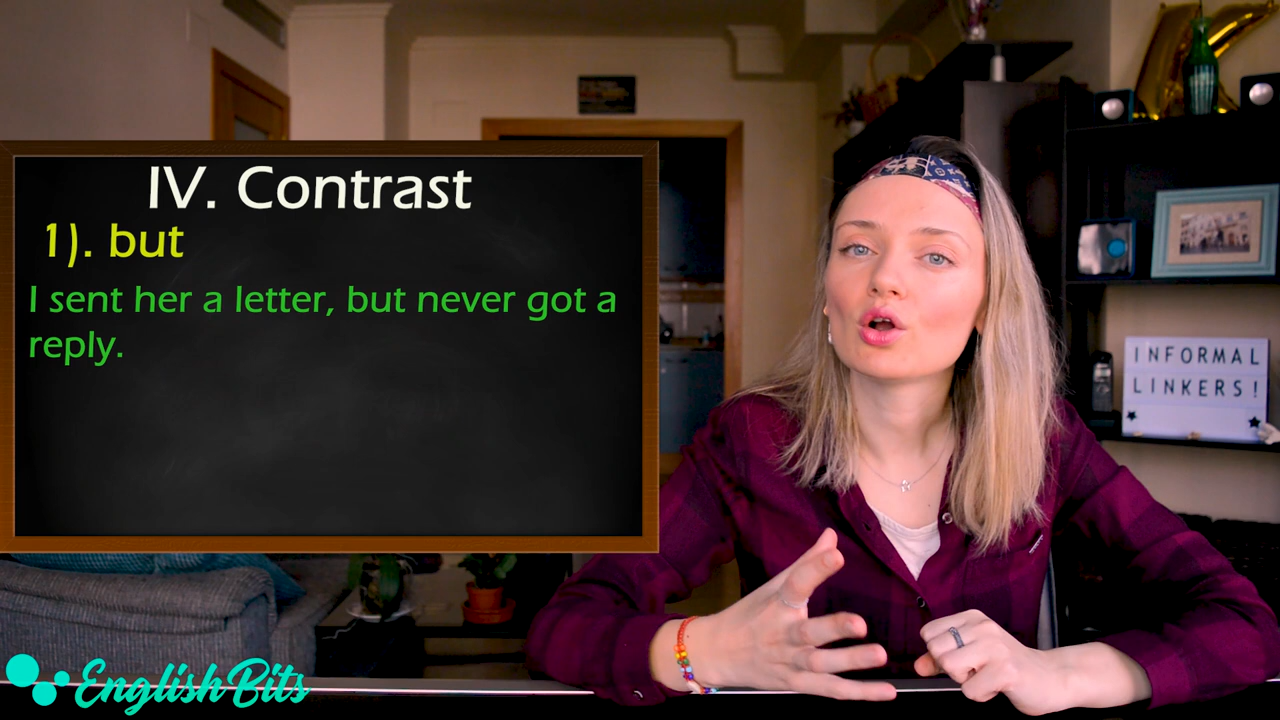 IV. Contrast
1). but
I sent her a letter, but never got a
reply.
INFORMAL
LINKERS!
EnglishBits